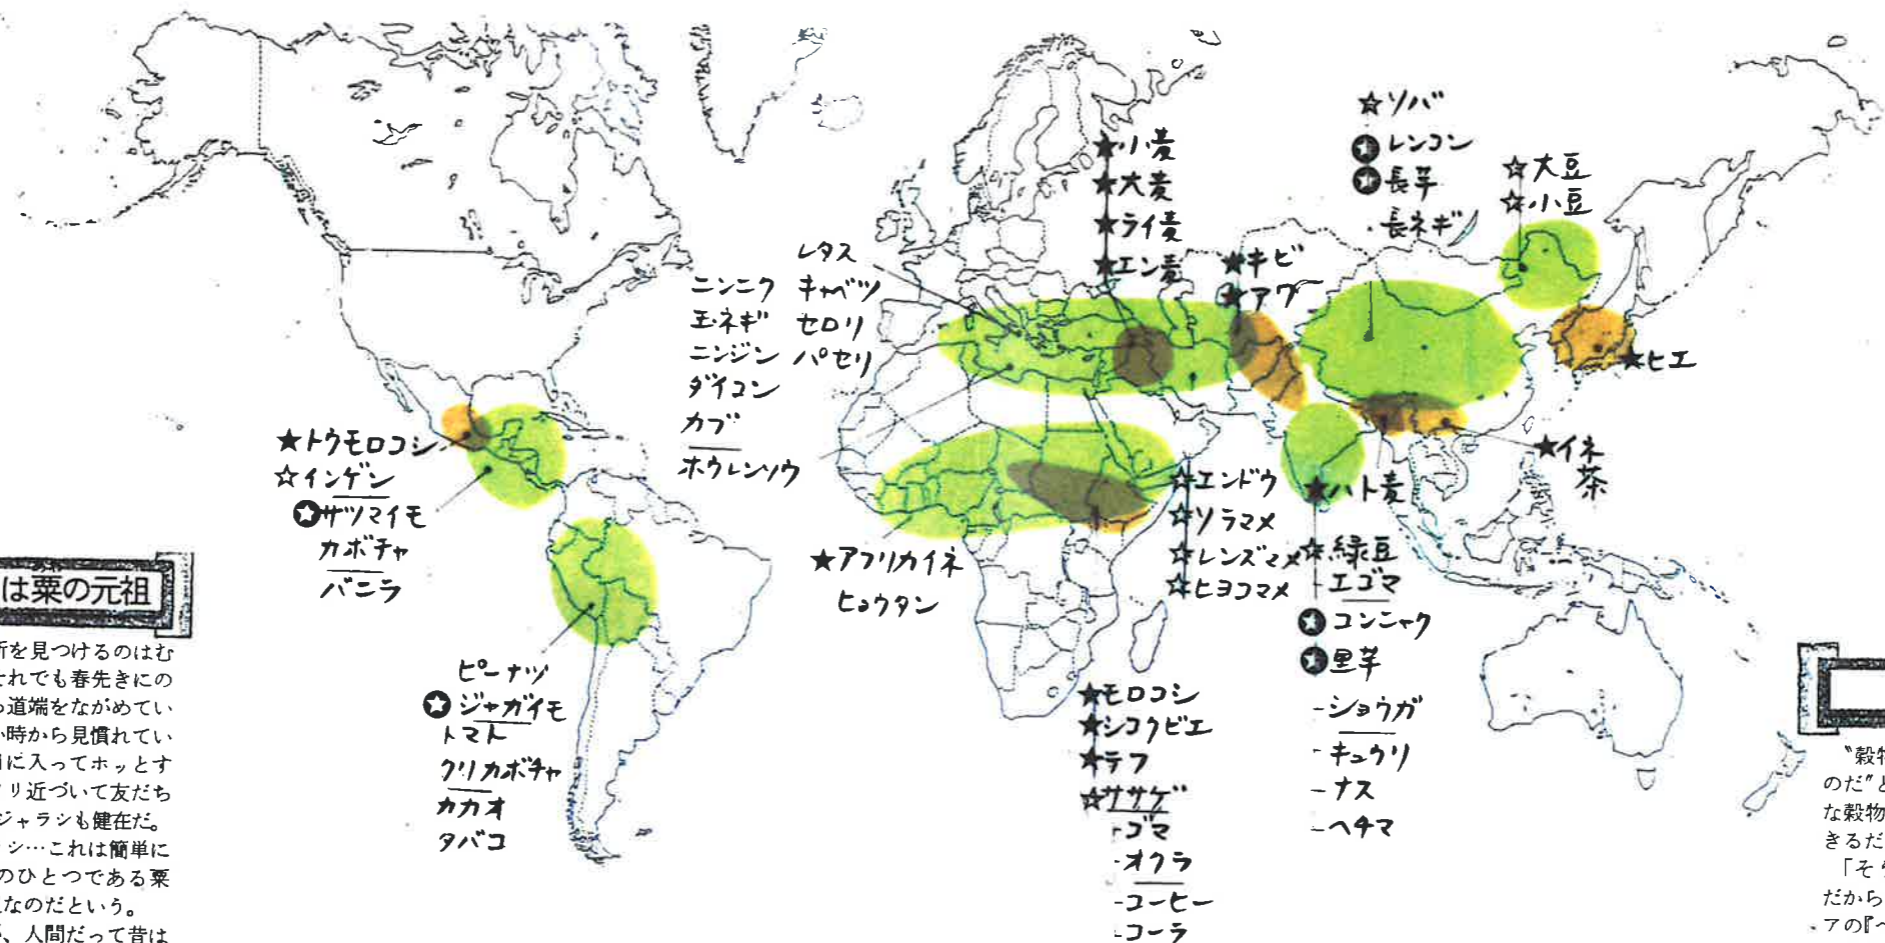 ★トウモロコシ
☆インゲン
✪サツマイモ
カボチャ
バニラ
ピーナツ
✪ジャガイモ
トマト
クリカボチャ
カカオ
タバコ
レタス
キャベツ
セロリ
パセリ
ニンニク
玉ネギ
ニンジン
ダイコン
カブ
ホウレンソウ
★小麦
★大麦
★ライ麦
★エン麦
★キビ
★アワ
☆ソバ
✪レンコン
✪長芋
・長ネギ
☆大豆
☆小豆
★ヒエ
★イネ
茶
★アフリカイネ
ヒョウタン
☆エンドウ
☆ソラマメ
☆レンズマメ
☆ヒヨコマメ
★モロコシ
★シコクビエ
★テフ
☆ササゲ
-ゴマ
-オクラ
-コーヒー
-コーラ
★ハト麦
☆緑豆
-エゴマ
✪コンニャク
✪里芋
-ショウガ
-キュウリ
-ナス
-ヘチマ
は粟の元祖
所を見つけるのはむ
それでも春先きにの
ら道端をながめてい
い時から見慣れてい
目に入ってホッとす
リ近づいて友だち
ジャラシも健在だ。
シ…これは簡単に
のひとつである粟
なのだという。
、人間だって昔は
〝穀物
のだ〟と
な穀物
きるだ
「そう
だから
アの『